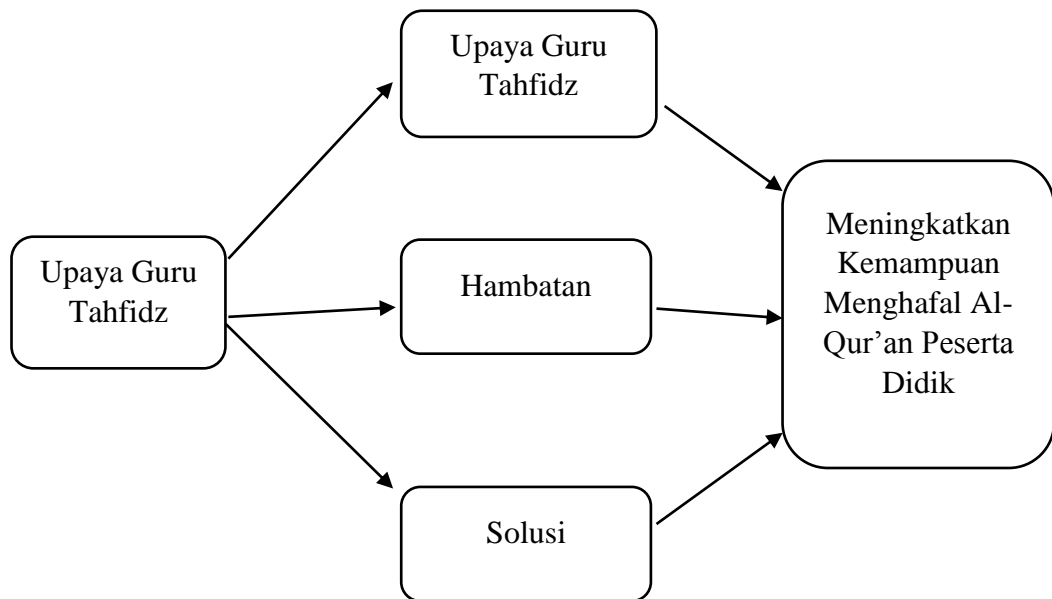 Upaya Guru
Tahfidz
Upaya Guru
Tahfidz
Hambatan
Solusi
Meningkatkan
Kemampuan
Menghafal Al-
Qur’an Peserta
Didik